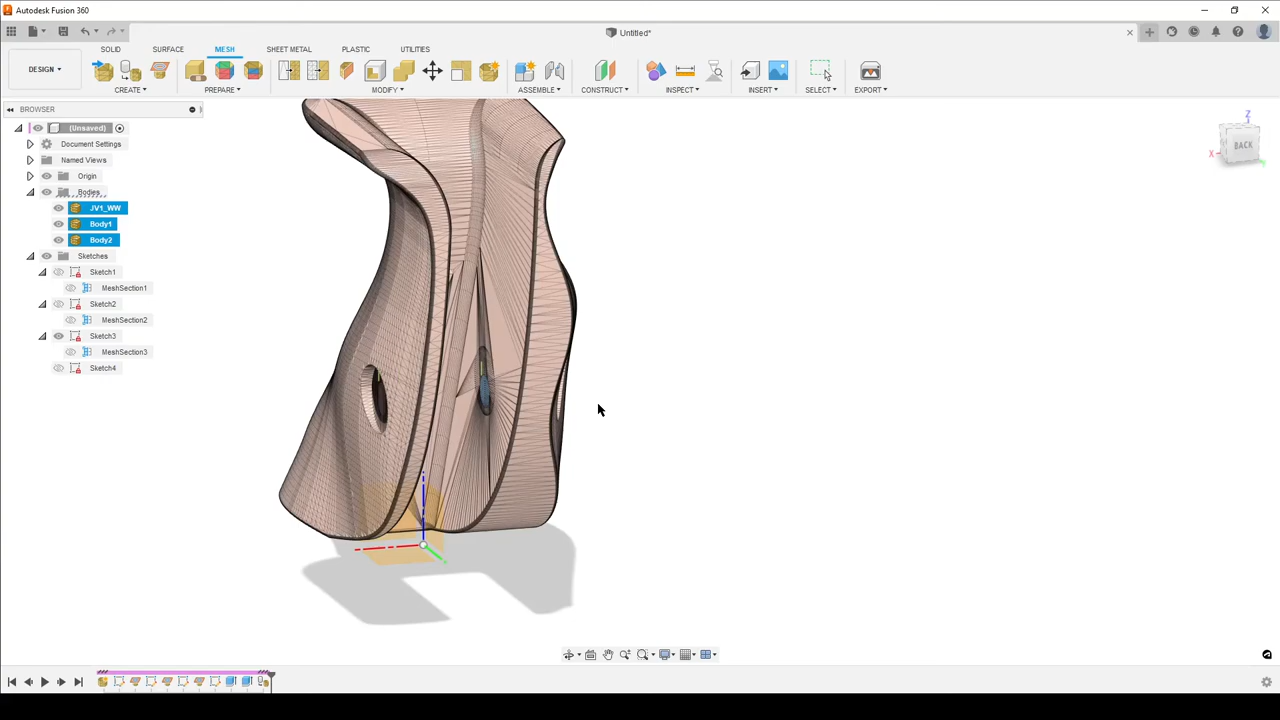 Autodesk Fusion 360
Untitled*
SOLID SURFACE MESH SHEET METAL PLASTIC UTILITIES
DESIGN ▾
CREATE ▾ PREPARE ▾ MODIFY ▾ ASSEMBLE ▾ CONSTRUCT ▾ INSPECT ▾ INSERT ▾ SELECT ▾ EXPORT ▾
BROWSER
(Unsaved)
Document Settings
Named Views
Origin
Bodies
JV1_WW
Body1
Body2
Sketches
Sketch1
MeshSection1
Sketch2
MeshSection2
Sketch3
MeshSection3
Sketch4
Z
BACK
X